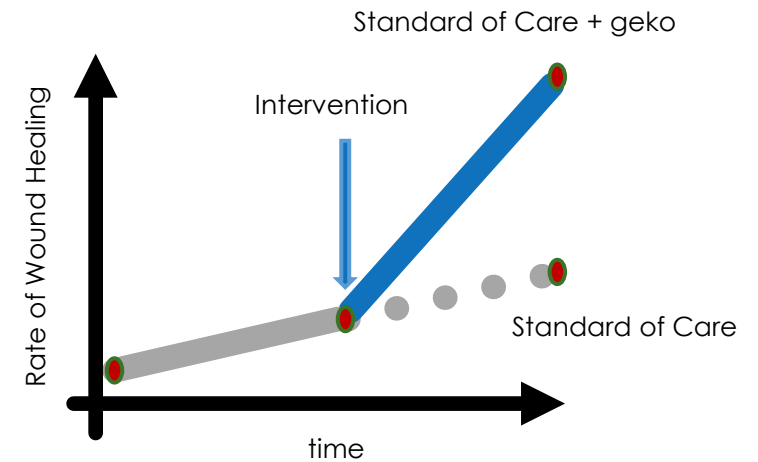 Standard of Care + geko
Intervention
Rate of Wound Healing
Standard of Care
time